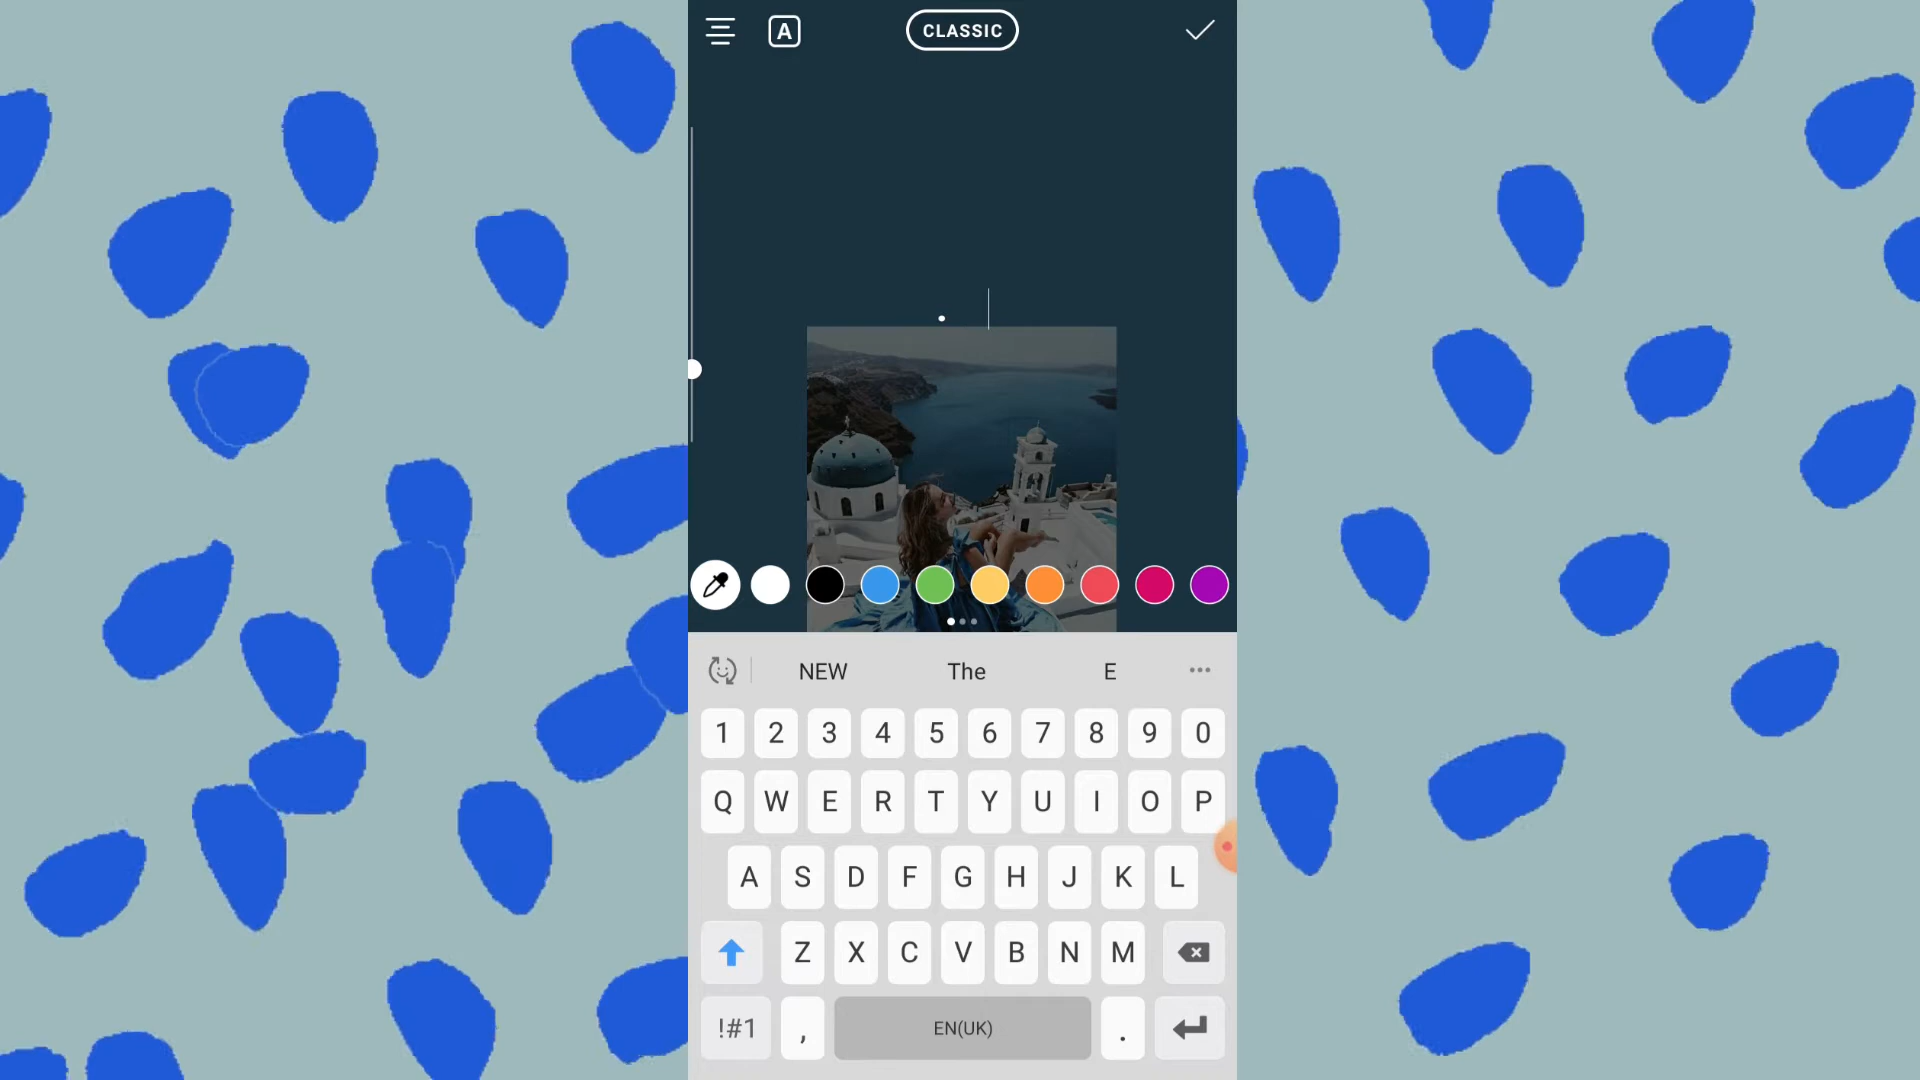 A CLASSIC
.
NEW The E
1 2 3 4 5 6 7 8 9 0
Q W E R T Y U I O P
A S D F G H J K L
Z X C V B N M
!#1 , EN(UK) .